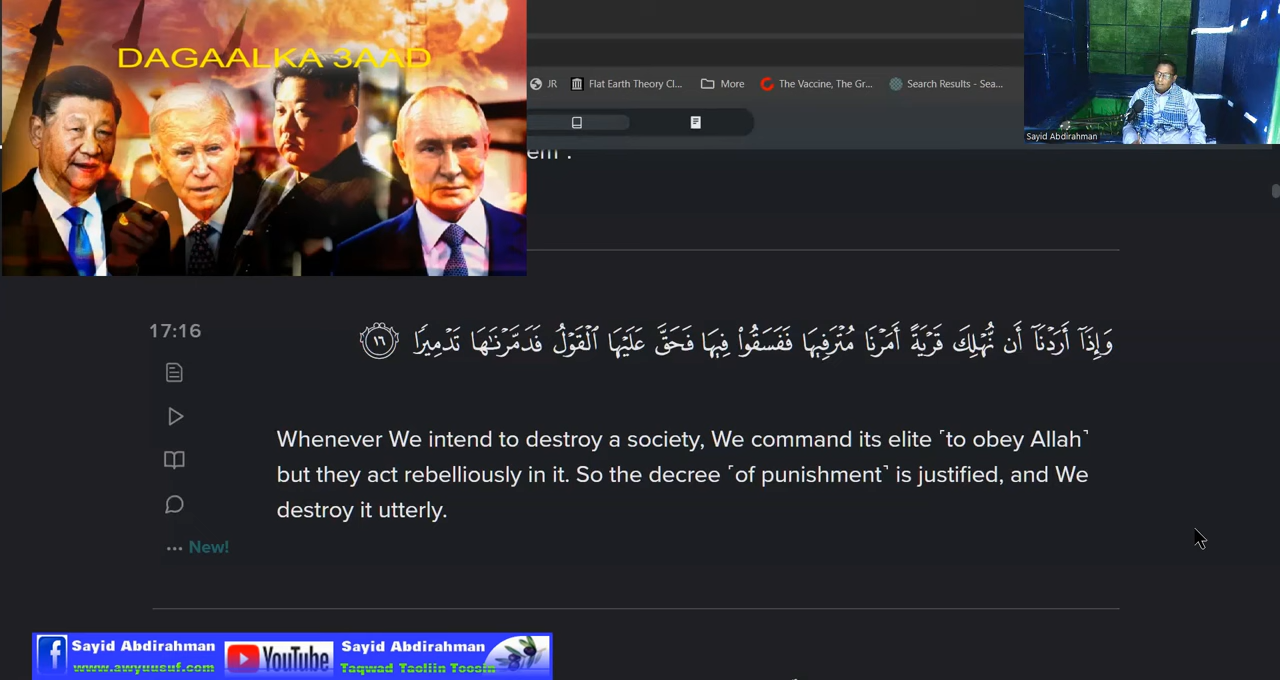 DAGAALKA 3AAD
JR
Flat Earth Theory Cl...
More
The Vaccine, The Gr...
Search Results - Sea...
Sayid Abdirahman
17:16
وَإِذَآ أَرَدْنَآ أَن نُّهْلِكَ قَرْيَةً أَمَرْنَا مُتْرَفِيهَا فَفَسَقُوا۟ فِيهَا فَحَقَّ عَلَيْهَا ٱلْقَوْلُ فَدَمَّرْنَـٰهَا تَدْمِيرًا ١٦
Whenever We intend to destroy a society, We command its elite ˹to obey Allah˺
but they act rebelliously in it. So the decree ˹of punishment˺ is justified, and We
destroy it utterly.
... New!
Sayid Abdirahman
www.awyuusuf.com
YouTube
Sayid Abdirahman
Taqwad Taoliin Toosin